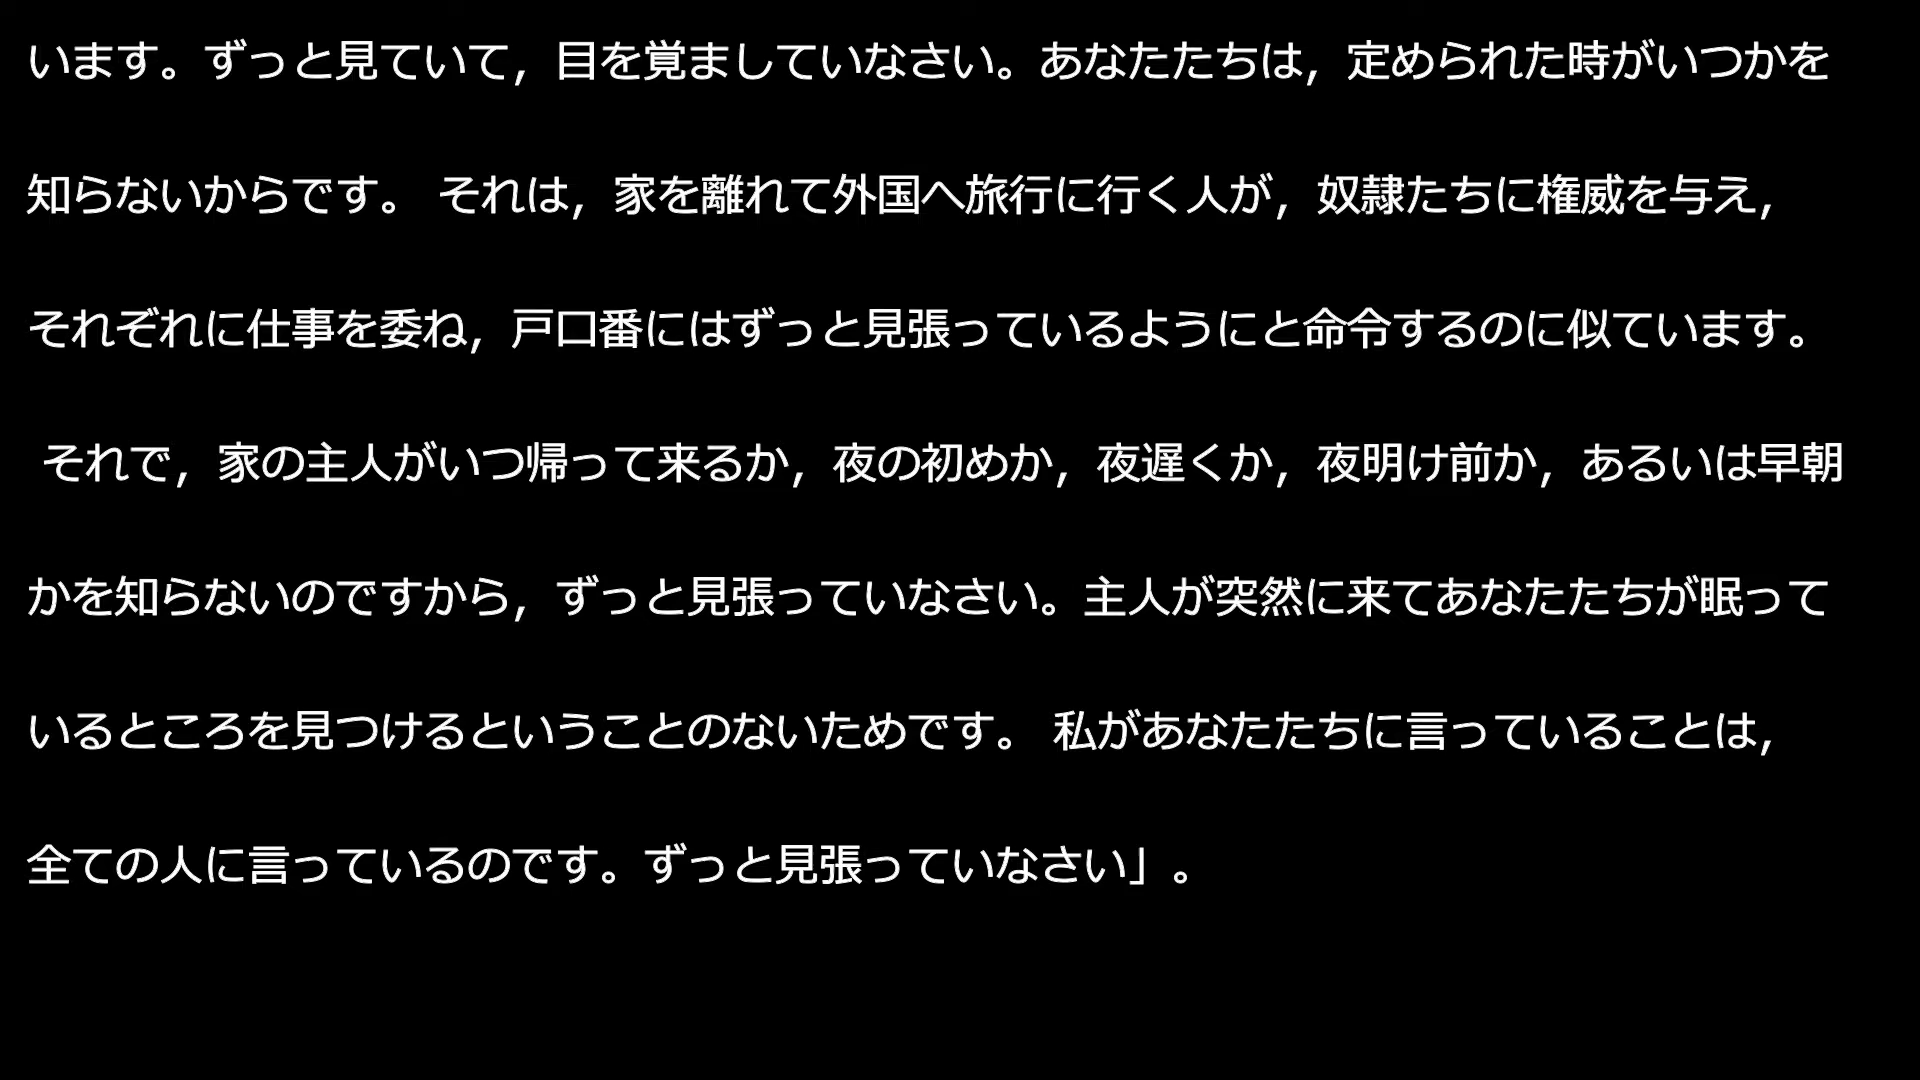 います。ずっと見ていて，目を覚ましていなさい。あなたたちは，定められた時がいつかを
知らないからです。 それは，家を離れて外国へ旅行に行く人が，奴隷たちに権威を与え，
それぞれに仕事を委ね，戸口番にはずっと見張っているようにと命令するのに似ています。
それで，家の主人がいつ帰って来るか，夜の初めか，夜遅くか，夜明け前か，あるいは早朝
かを知らないのですから，ずっと見張っていなさい。主人が突然に来てあなたたちが眠って
いるところを見つけるということのないためです。 私があなたたちに言っていることは，
全ての人に言っているのです。ずっと見張っていなさい」。